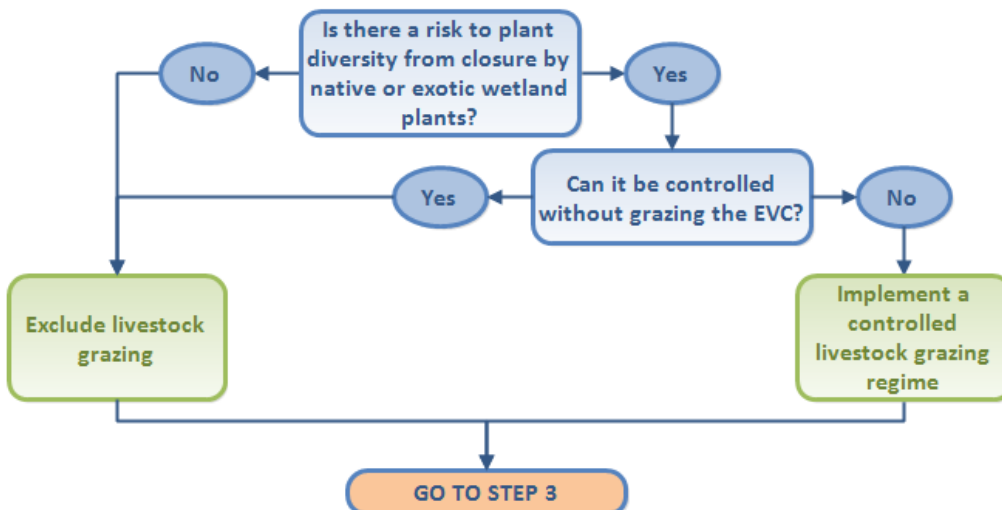 Is there a risk to plant
diversity from closure by
native or exotic wetland
plants?
No
Yes
Can it be controlled
without grazing the EVC?
Yes
No
Exclude livestock
grazing
Implement a
controlled
livestock grazing
regime
GO TO STEP 3